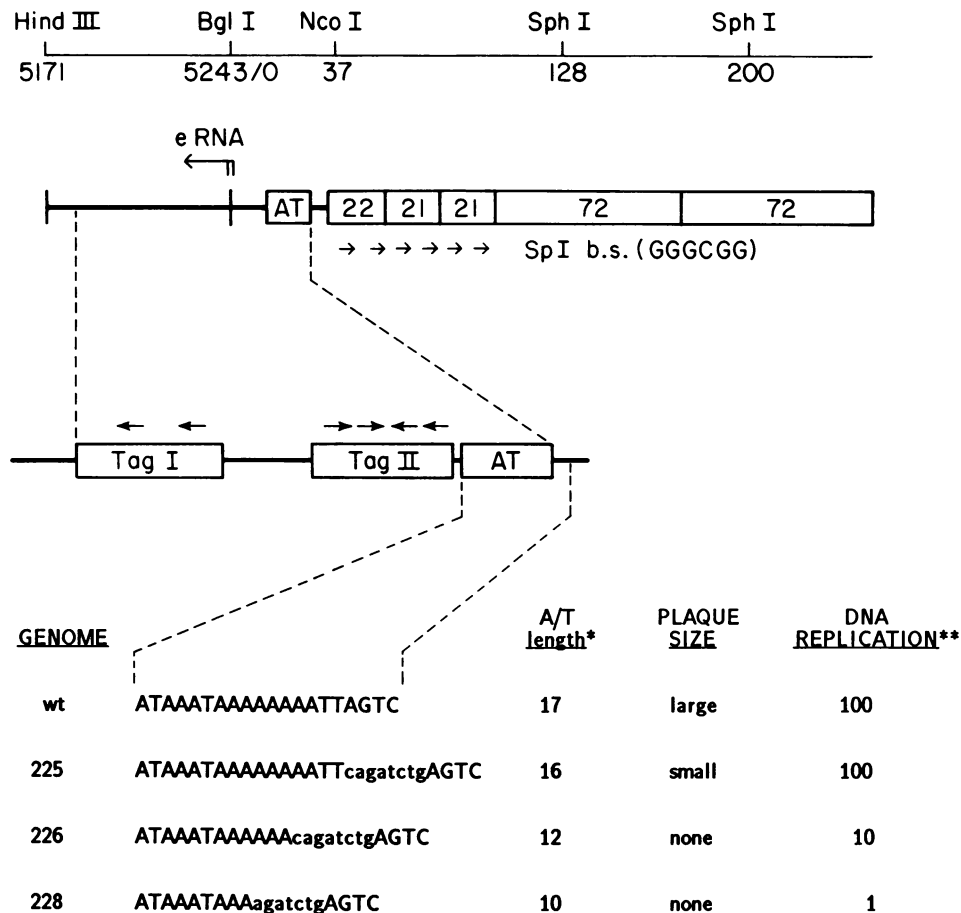 Hind III Bgl I Nco I Sph I Sph I
5171 5243/0 37 128 200
e RNA
AT 22 21 21 72 72
SpI b.s. (GGGCGG)
Tag I Tag II AT
GENOME A/T length* PLAQUE SIZE DNA REPLICATION**
wt ATAAATAAAAAAAATTAGTC 17 large 100
225 ATAAATAAAAAAAATTcagatctgAGTC 16 small 100
226 ATAAATAAAAAAcagatctgAGTC 12 none 10
228 ATAAATAAAagatctgAGTC 10 none 1